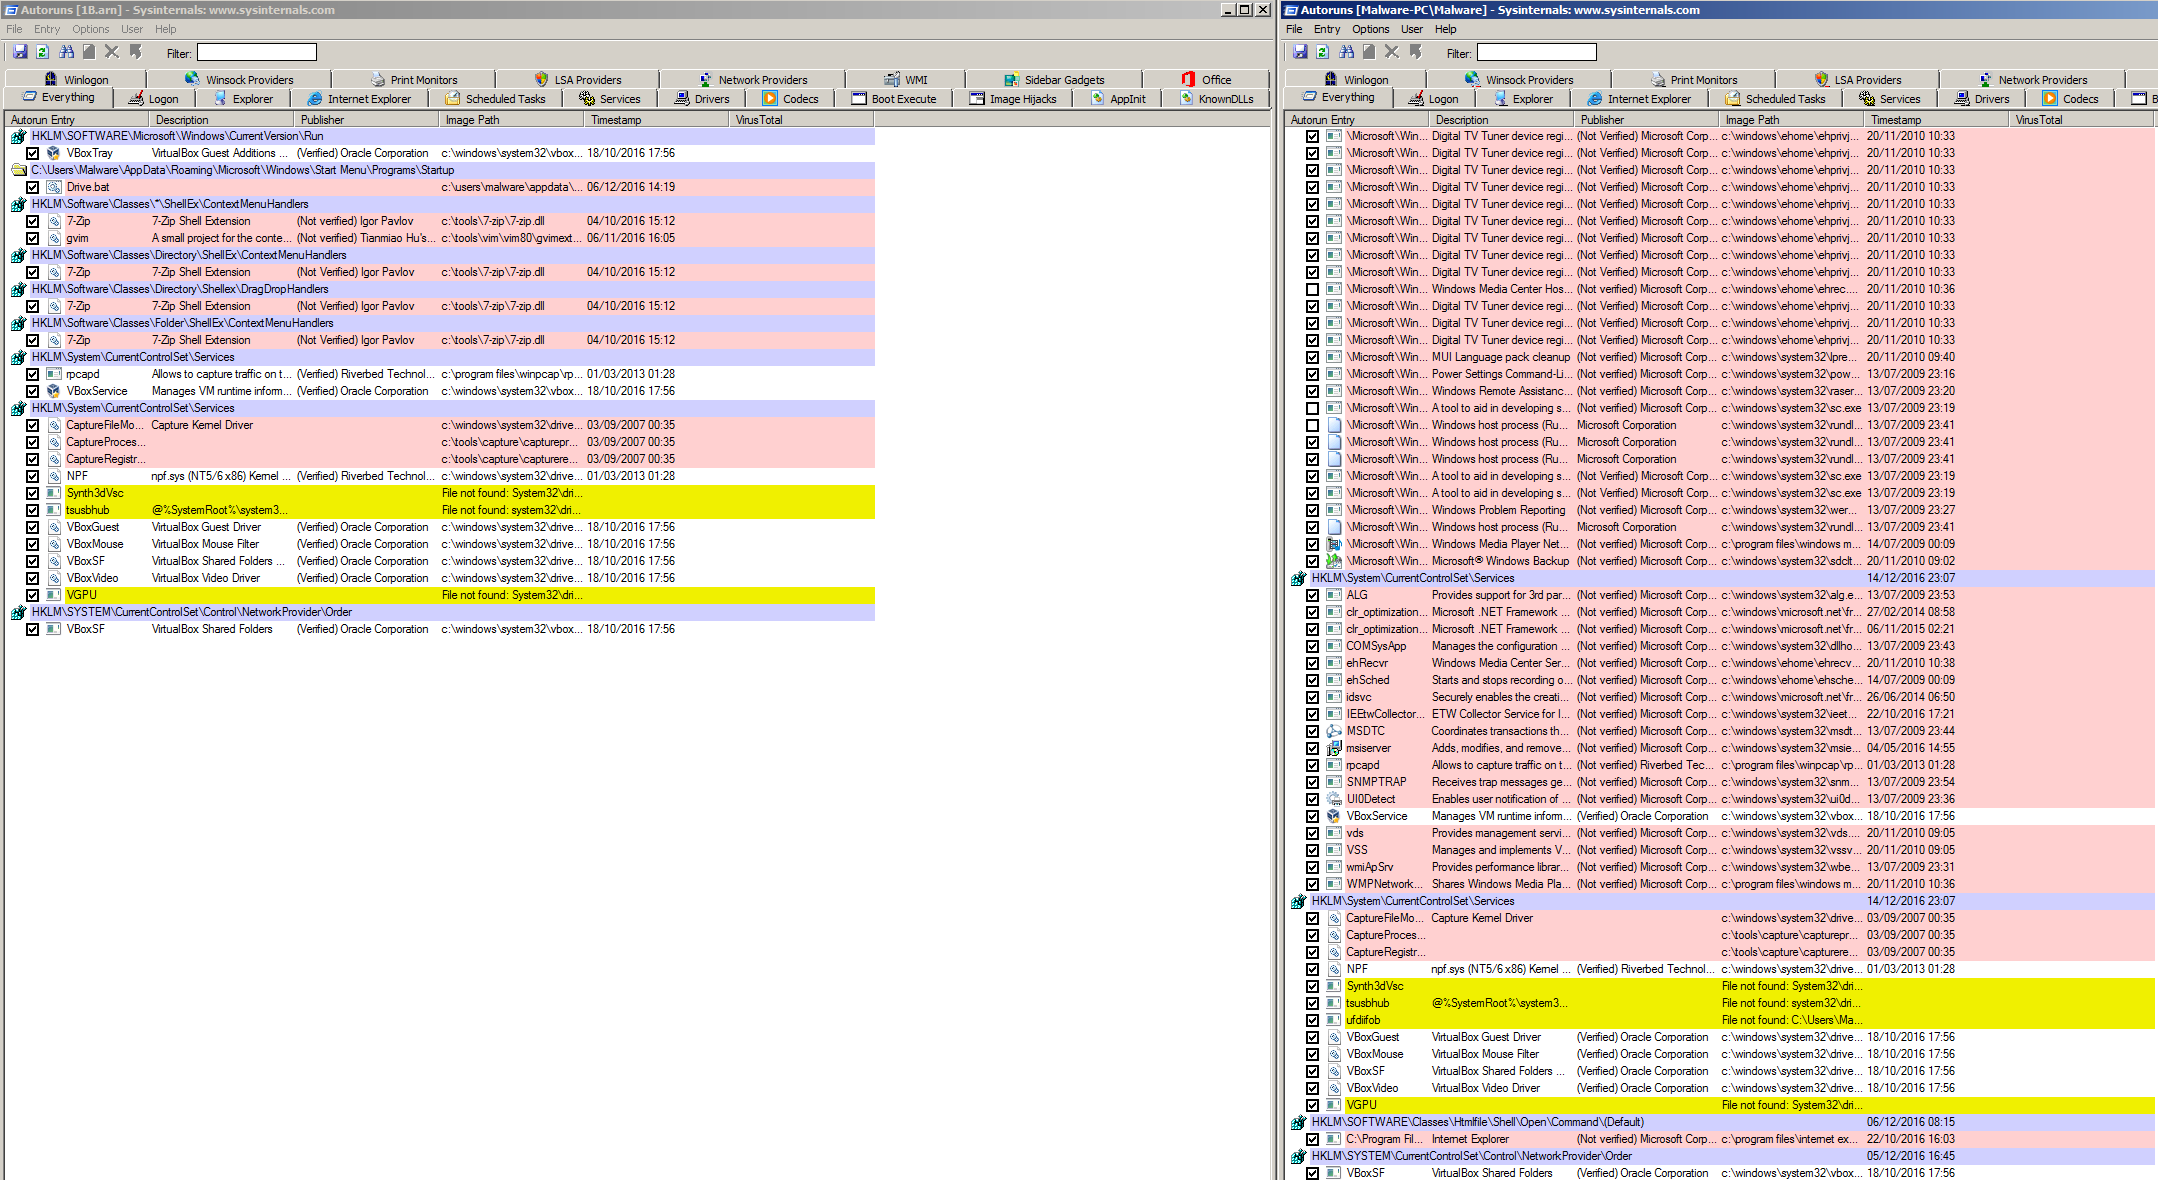 Autoruns [1B.arn] - Sysinternals: www.sysinternals.com
File Entry Options User Help
Filter:
Winlogon Winsock Providers Print Monitors LSA Providers Network Providers WMI Sidebar Gadgets Office
Everything Logon Explorer Internet Explorer Scheduled Tasks Services Drivers Codecs Boot Execute Image Hijacks AppInit KnownDLLs
Autorun Entry Description Publisher Image Path Timestamp VirusTotal
HKLM\SOFTWARE\Microsoft\Windows\CurrentVersion\Run
VBoxTray VirtualBox Guest Additions ... (Verified) Oracle Corporation c:\windows\system32\vbox... 18/10/2016 17:56
C:\Users\Malware\AppData\Roaming\Microsoft\Windows\Start Menu\Programs\Startup
Drive.bat c:\users\malware\appdata\... 06/12/2016 14:19
HKLM\Software\Classes\*\ShellEx\ContextMenuHandlers
7-Zip 7-Zip Shell Extension (Not verified) Igor Pavlov c:\tools\7-zip\7-zip.dll 04/10/2016 15:12
gvim A small project for the conte... (Not verified) Tianmiao Hu's... c:\tools\vim\vim80\gvimext... 06/11/2016 16:05
HKLM\Software\Classes\Directory\ShellEx\ContextMenuHandlers
7-Zip 7-Zip Shell Extension (Not Verified) Igor Pavlov c:\tools\7-zip\7-zip.dll 04/10/2016 15:12
HKLM\Software\Classes\Directory\Shellex\DragDropHandlers
7-Zip 7-Zip Shell Extension (Not Verified) Igor Pavlov c:\tools\7-zip\7-zip.dll 04/10/2016 15:12
HKLM\Software\Classes\Folder\ShellEx\ContextMenuHandlers
7-Zip 7-Zip Shell Extension (Not Verified) Igor Pavlov c:\tools\7-zip\7-zip.dll 04/10/2016 15:12
HKLM\System\CurrentControlSet\Services
rpcapd Allows to capture traffic on t... (Verified) Riverbed Technol... c:\program files\winpcap\rp... 01/03/2013 01:28
VBoxService Manages VM runtime inform... (Verified) Oracle Corporation c:\windows\system32\vbox... 18/10/2016 17:56
HKLM\System\CurrentControlSet\Services
CaptureFileMo... Capture Kernel Driver c:\windows\system32\drive... 03/09/2007 00:35
CaptureProces... c:\tools\capture\capturepr... 03/09/2007 00:35
CaptureRegistr... c:\tools\capture\capturere... 03/09/2007 00:35
NPF npf.sys (NT5/6 x86) Kernel ... (Verified) Riverbed Technol... c:\windows\system32\drive... 01/03/2013 01:28
Synth3dVsc File not found: System32\dri...
tsusbhub @%SystemRoot%\system3... File not found: system32\dri...
VBoxGuest VirtualBox Guest Driver (Verified) Oracle Corporation c:\windows\system32\drive... 18/10/2016 17:56
VBoxMouse VirtualBox Mouse Filter (Verified) Oracle Corporation c:\windows\system32\drive... 18/10/2016 17:56
VBoxSF VirtualBox Shared Folders ... (Verified) Oracle Corporation c:\windows\system32\drive... 18/10/2016 17:56
VBoxVideo VirtualBox Video Driver (Verified) Oracle Corporation c:\windows\system32\drive... 18/10/2016 17:56
VGPU File not found: System32\dri...
HKLM\SYSTEM\CurrentControlSet\Control\NetworkProvider\Order
VBoxSF VirtualBox Shared Folders (Verified) Oracle Corporation c:\windows\system32\vbox... 18/10/2016 17:56
Autoruns [Malware-PC\Malware] - Sysinternals: www.sysinternals.com
File Entry Options User Help
Filter:
Winlogon Winsock Providers Print Monitors LSA Providers Network Providers
Everything Logon Explorer Internet Explorer Scheduled Tasks Services Drivers Codecs B
Autorun Entry Description Publisher Image Path Timestamp VirusTotal
\Microsoft\Win... Digital TV Tuner device regi... (Not Verified) Microsoft Corp... c:\windows\ehome\ehprivj... 20/11/2010 10:33
\Microsoft\Win... Digital TV Tuner device regi... (Not Verified) Microsoft Corp... c:\windows\ehome\ehprivj... 20/11/2010 10:33
\Microsoft\Win... Digital TV Tuner device regi... (Not Verified) Microsoft Corp... c:\windows\ehome\ehprivj... 20/11/2010 10:33
\Microsoft\Win... Digital TV Tuner device regi... (Not Verified) Microsoft Corp... c:\windows\ehome\ehprivj... 20/11/2010 10:33
\Microsoft\Win... Digital TV Tuner device regi... (Not Verified) Microsoft Corp... c:\windows\ehome\ehprivj... 20/11/2010 10:33
\Microsoft\Win... Digital TV Tuner device regi... (Not Verified) Microsoft Corp... c:\windows\ehome\ehprivj... 20/11/2010 10:33
\Microsoft\Win... Digital TV Tuner device regi... (Not Verified) Microsoft Corp... c:\windows\ehome\ehprivj... 20/11/2010 10:33
\Microsoft\Win... Digital TV Tuner device regi... (Not Verified) Microsoft Corp... c:\windows\ehome\ehprivj... 20/11/2010 10:33
\Microsoft\Win... Digital TV Tuner device regi... (Not Verified) Microsoft Corp... c:\windows\ehome\ehprivj... 20/11/2010 10:33
\Microsoft\Win... Windows Media Center Hos... (Not Verified) Microsoft Corp... c:\windows\ehome\ehrec.... 20/11/2010 10:36
\Microsoft\Win... Digital TV Tuner device regi... (Not Verified) Microsoft Corp... c:\windows\ehome\ehprivj... 20/11/2010 10:33
\Microsoft\Win... Digital TV Tuner device regi... (Not Verified) Microsoft Corp... c:\windows\ehome\ehprivj... 20/11/2010 10:33
\Microsoft\Win... Digital TV Tuner device regi... (Not Verified) Microsoft Corp... c:\windows\ehome\ehprivj... 20/11/2010 10:33
\Microsoft\Win... MUI Language pack cleanup (Not verified) Microsoft Corp... c:\windows\system32\lpre... 20/11/2010 09:40
\Microsoft\Win... Power Settings Command-Li... (Not verified) Microsoft Corp... c:\windows\system32\pow... 13/07/2009 23:16
\Microsoft\Win... Windows Remote Assistanc... (Not verified) Microsoft Corp... c:\windows\system32\raser... 13/07/2009 23:20
\Microsoft\Win... A tool to aid in developing s... (Not verified) Microsoft Corp... c:\windows\system32\sc.exe 13/07/2009 23:19
\Microsoft\Win... Windows host process (Ru... Microsoft Corporation c:\windows\system32\rundl... 13/07/2009 23:41
\Microsoft\Win... Windows host process (Ru... Microsoft Corporation c:\windows\system32\rundl... 13/07/2009 23:41
\Microsoft\Win... Windows host process (Ru... Microsoft Corporation c:\windows\system32\rundl... 13/07/2009 23:41
\Microsoft\Win... A tool to aid in developing s... (Not verified) Microsoft Corp... c:\windows\system32\sc.exe 13/07/2009 23:19
\Microsoft\Win... A tool to aid in developing s... (Not verified) Microsoft Corp... c:\windows\system32\sc.exe 13/07/2009 23:19
\Microsoft\Win... Windows Problem Reporting (Not verified) Microsoft Corp... c:\windows\system32\wer... 13/07/2009 23:27
\Microsoft\Win... Windows host process (Ru... Microsoft Corporation c:\windows\system32\rundl... 13/07/2009 23:41
\Microsoft\Win... Windows Media Player Net... (Not verified) Microsoft Corp... c:\program files\windows m... 14/07/2009 00:09
\Microsoft\Win... Microsoft® Windows Backup (Not verified) Microsoft Corp... c:\windows\system32\sdclt... 20/11/2010 09:02
HKLM\System\CurrentControlSet\Services 14/12/2016 23:07
ALG Provides support for 3rd par... (Not verified) Microsoft Corp... c:\windows\system32\alg.e... 13/07/2009 23:53
clr_optimization... Microsoft .NET Framework ... (Not verified) Microsoft Corp... c:\windows\microsoft.net\fr... 27/02/2014 08:58
clr_optimization... Microsoft .NET Framework ... (Not verified) Microsoft Corp... c:\windows\microsoft.net\fr... 06/11/2015 02:21
COMSysApp Manages the configuration ... (Not verified) Microsoft Corp... c:\windows\system32\dllho... 13/07/2009 23:43
ehRecvr Windows Media Center Ser... (Not verified) Microsoft Corp... c:\windows\ehome\ehrecv... 20/11/2010 10:38
ehSched Starts and stops recording o... (Not verified) Microsoft Corp... c:\windows\ehome\ehsche... 14/07/2009 00:09
idsvc Securely enables the creati... (Not verified) Microsoft Corp... c:\windows\microsoft.net\fr... 26/06/2014 06:50
IEEtwCollector... ETW Collector Service for I... (Not verified) Microsoft Corp... c:\windows\system32\ieet... 22/10/2016 17:21
MSDTC Coordinates transactions th... (Not verified) Microsoft Corp... c:\windows\system32\msdt... 13/07/2009 23:44
msiserver Adds, modifies, and remove... (Not verified) Microsoft Corp... c:\windows\system32\msie... 04/05/2016 14:55
rpcapd Allows to capture traffic on t... (Not verified) Riverbed Tec... c:\program files\winpcap\rp... 01/03/2013 01:28
SNMPTRAP Receives trap messages ge... (Not verified) Microsoft Corp... c:\windows\system32\snm... 13/07/2009 23:54
UI0Detect Enables user notification of ... (Not verified) Microsoft Corp... c:\windows\system32\ui0d... 13/07/2009 23:36
VBoxService Manages VM runtime inform... (Verified) Oracle Corporation c:\windows\system32\vbox... 18/10/2016 17:56
vds Provides management servi... (Not verified) Microsoft Corp... c:\windows\system32\vds.... 20/11/2010 09:05
VSS Manages and implements V... (Not verified) Microsoft Corp... c:\windows\system32\vssv... 20/11/2010 09:05
wmiApSrv Provides performance librar... (Not verified) Microsoft Corp... c:\windows\system32\wbe... 13/07/2009 23:31
WMPNetwork... Shares Windows Media Pla... (Not verified) Microsoft Corp... c:\program files\windows m... 20/11/2010 10:36
HKLM\System\CurrentControlSet\Services 14/12/2016 23:07
CaptureFileMo... Capture Kernel Driver c:\windows\system32\drive... 03/09/2007 00:35
CaptureProces... c:\tools\capture\capturepr... 03/09/2007 00:35
CaptureRegistr... c:\tools\capture\capturere... 03/09/2007 00:35
NPF npf.sys (NT5/6 x86) Kernel ... (Verified) Riverbed Technol... c:\windows\system32\drive... 01/03/2013 01:28
Synth3dVsc File not found: System32\dri...
tsusbhub @%SystemRoot%\system3... File not found: system32\dri...
ufdiifob File not found: C:\Users\Ma...
VBoxGuest VirtualBox Guest Driver (Verified) Oracle Corporation c:\windows\system32\drive... 18/10/2016 17:56
VBoxMouse VirtualBox Mouse Filter (Verified) Oracle Corporation c:\windows\system32\drive... 18/10/2016 17:56
VBoxSF VirtualBox Shared Folders ... (Verified) Oracle Corporation c:\windows\system32\drive... 18/10/2016 17:56
VBoxVideo VirtualBox Video Driver (Verified) Oracle Corporation c:\windows\system32\drive... 18/10/2016 17:56
VGPU File not found: System32\dri...
HKLM\SOFTWARE\Classes\Htmlfile\Shell\Open\Command\(Default) 06/12/2016 08:15
C:\Program Fil... Internet Explorer (Not verified) Microsoft Corp... c:\program files\internet ex... 22/10/2016 16:03
HKLM\SYSTEM\CurrentControlSet\Control\NetworkProvider\Order 05/12/2016 16:45
VBoxSF VirtualBox Shared Folders (Verified) Oracle Corporation c:\windows\system32\vbox... 18/10/2016 17:56